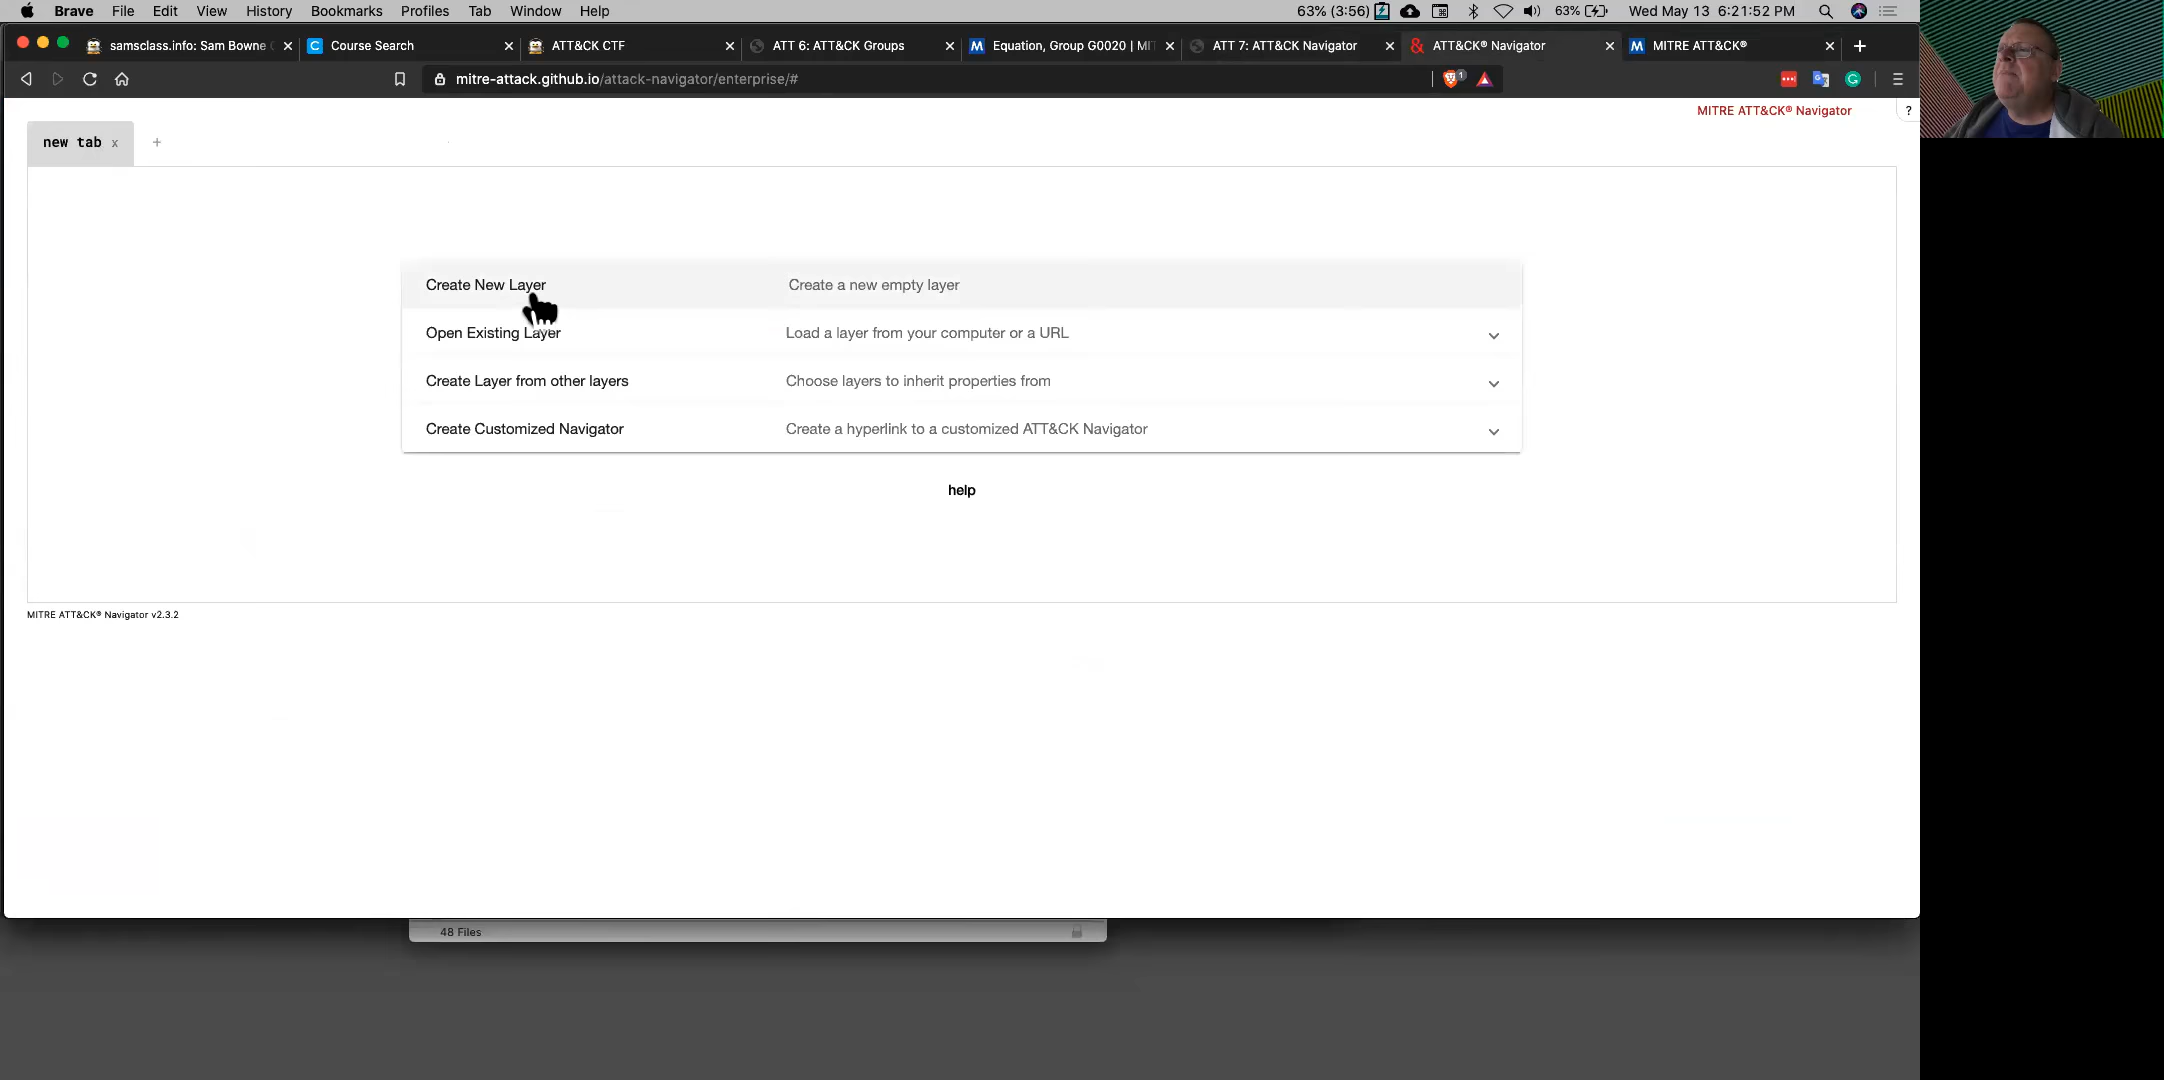 Brave File Edit View History Bookmarks Profiles Tab Window Help 63% (3:56) 63% Wed May 13 6:21:52 PM
samsclass.info: Sam Bowne Course Search ATT&CK CTF ATT 6: ATT&CK Groups Equation, Group G0020 | MIT ATT 7: ATT&CK Navigator ATT&CK® Navigator MITRE ATT&CK®
mitre-attack.github.io/attack-navigator/enterprise/# 1
MITRE ATT&CK® Navigator ?
new tab x +
Create New Layer Create a new empty layer
Open Existing Layer Load a layer from your computer or a URL
Create Layer from other layers Choose layers to inherit properties from
Create Customized Navigator Create a hyperlink to a customized ATT&CK Navigator
help
MITRE ATT&CK® Navigator v2.3.2
48 Files